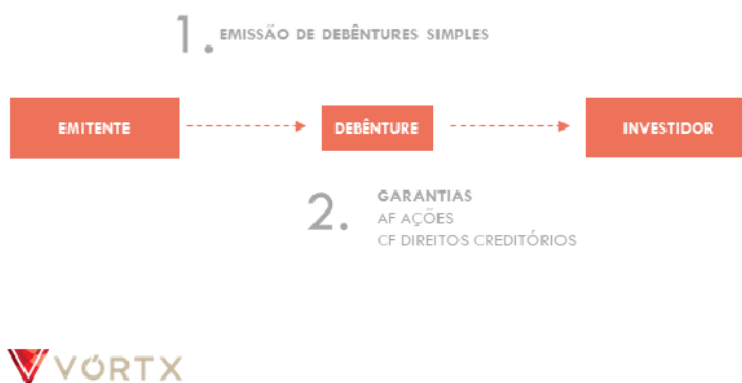 1. EMISSÃO DE DEBÊNTURES SIMPLES
EMITENTE
DEBÊNTURE
INVESTIDOR
2. GARANTIAS
AF AÇÕES
CF DIREITOS CREDITÓRIOS
VÓRTX